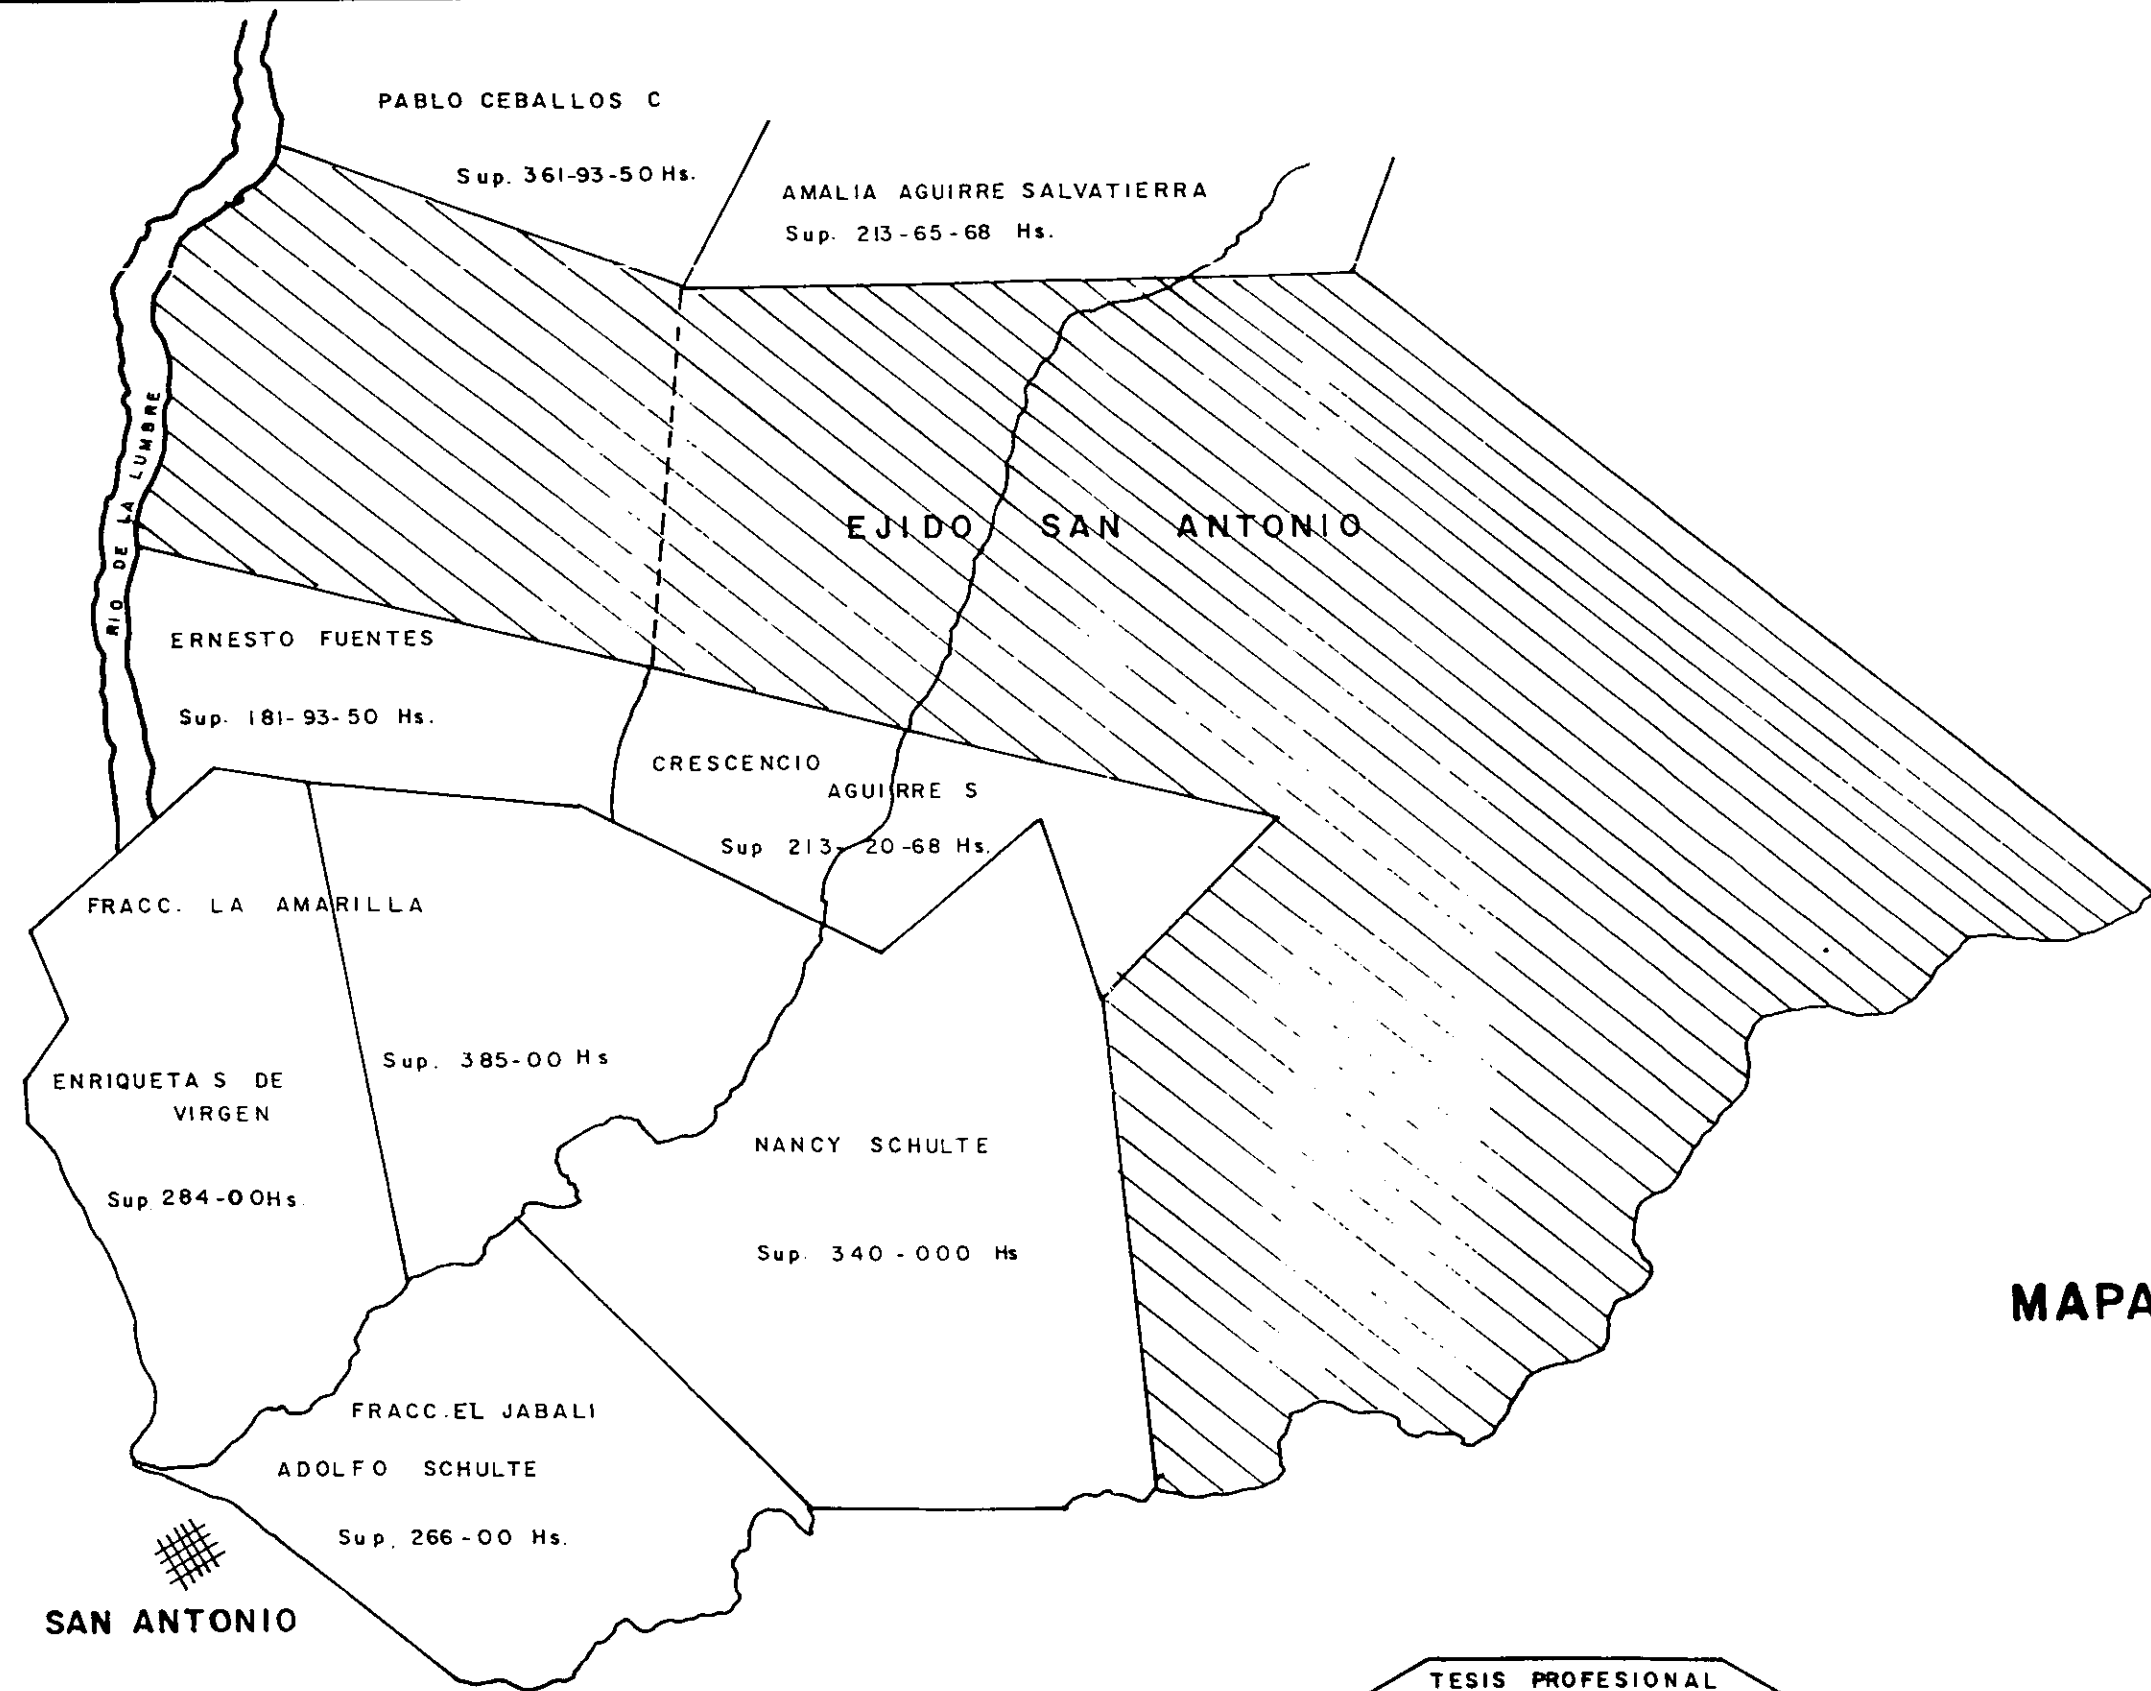 PABLO CEBALLOS C
Sup. 361-93-50 Hs.
AMALIA AGUIRRE SALVATIERRA
Sup. 213-65-68 Hs.
RIO DE LA LUMBRE
EJIDO SAN ANTONIO
ERNESTO FUENTES
Sup. 181-93-50 Hs.
CRESCENCIO
AGUIRRE S
Sup 213-20-68 Hs.
FRACC. LA AMARILLA
Sup. 385-00 Hs
ENRIQUETA S DE
VIRGEN
Sup. 284-00Hs.
NANCY SCHULTE
Sup. 340-000 Hs
MAPA
FRACC. EL JABALI
ADOLFO SCHULTE
Sup. 266-00 Hs.
SAN ANTONIO
TESIS PROFESIONAL